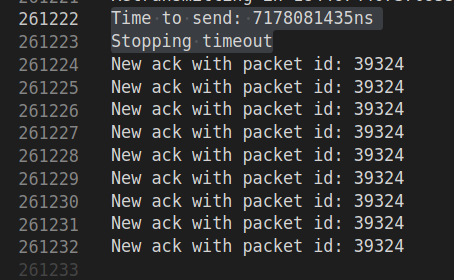 261222 Time to send: 7178081435ns
261223 Stopping timeout
261224 New ack with packet id: 39324
261225 New ack with packet id: 39324
261226 New ack with packet id: 39324
261227 New ack with packet id: 39324
261228 New ack with packet id: 39324
261229 New ack with packet id: 39324
261230 New ack with packet id: 39324
261231 New ack with packet id: 39324
261232 New ack with packet id: 39324
261233